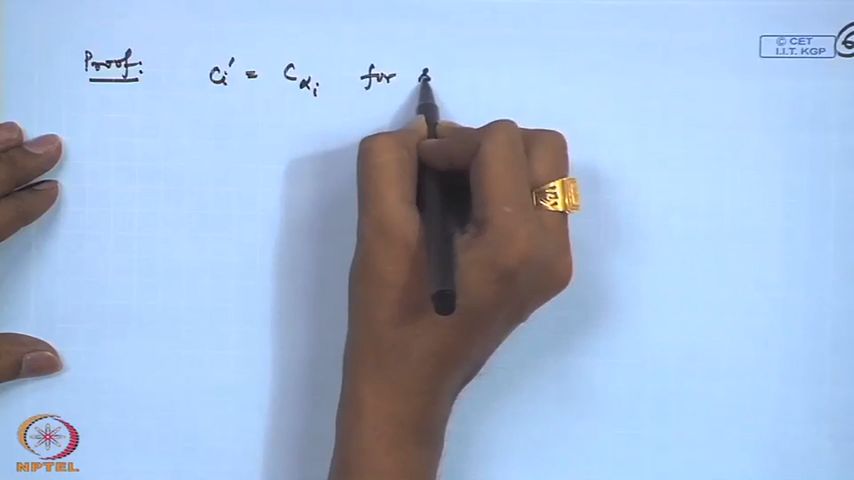 Proof: Ci' = Cαi for
© CET
I.I.T. KGP
NPTEL